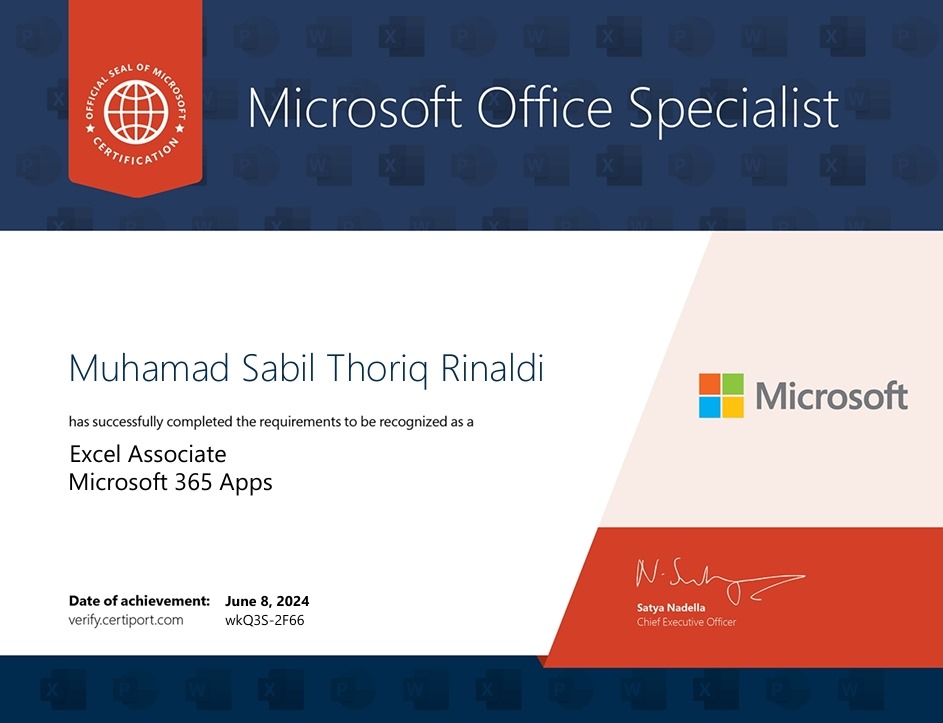 OFFICIAL SEAL OF MICROSOFT
CERTIFICATION
Microsoft Office Specialist
Muhamad Sabil Thoriq Rinaldi
has successfully completed the requirements to be recognized as a
Excel Associate
Microsoft 365 Apps
Microsoft
Date of achievement: June 8, 2024
verify.certiport.com wkQ3S-2F66
Satya Nadella
Chief Executive Officer